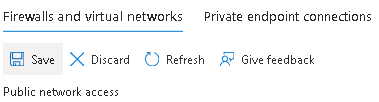 Firewalls and virtual networks Private endpoint connections
Save Discard Refresh Give feedback
Public network access